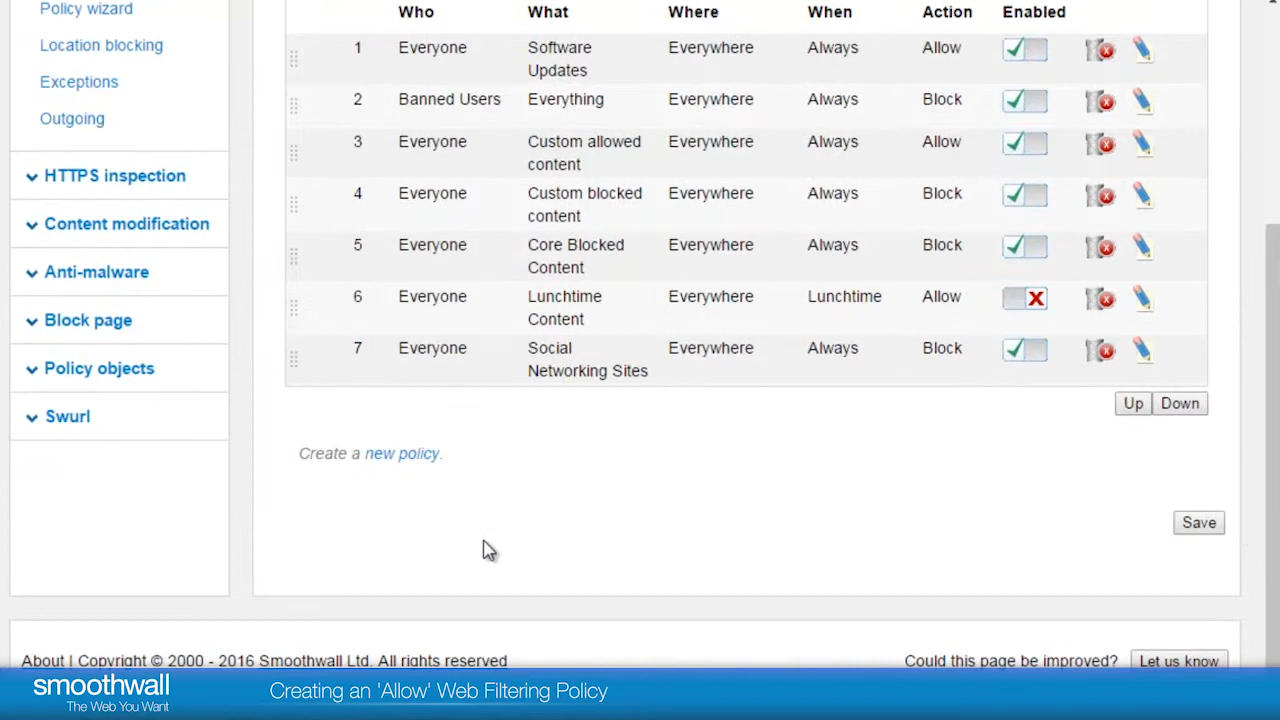 Policy wizard
Location blocking
Exceptions
Outgoing
HTTPS inspection
Content modification
Anti-malware
Block page
Policy objects
Swurl
Who What Where When Action Enabled
1 Everyone Software Updates Everywhere Always Allow
2 Banned Users Everything Everywhere Always Block
3 Everyone Custom allowed content Everywhere Always Allow
4 Everyone Custom blocked content Everywhere Always Block
5 Everyone Core Blocked Content Everywhere Always Block
6 Everyone Lunchtime Content Everywhere Lunchtime Allow
7 Everyone Social Networking Sites Everywhere Always Block
Up Down
Create a new policy.
Save
About | Copyright © 2000 - 2016 Smoothwall Ltd. All rights reserved
Could this page be improved? Let us know
smoothwall
The Web You Want
Creating an 'Allow' Web Filtering Policy